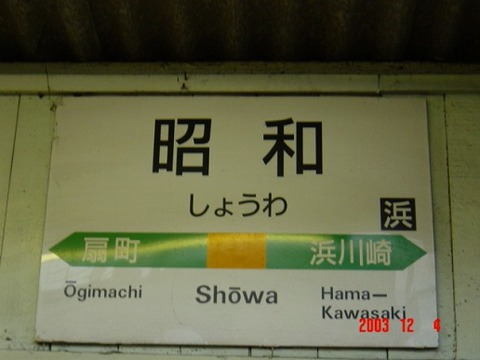 昭和
しょうわ
浜
扇町 浜川崎
Ōgimachi Shōwa Hama-
Kawasaki
2003 12 4